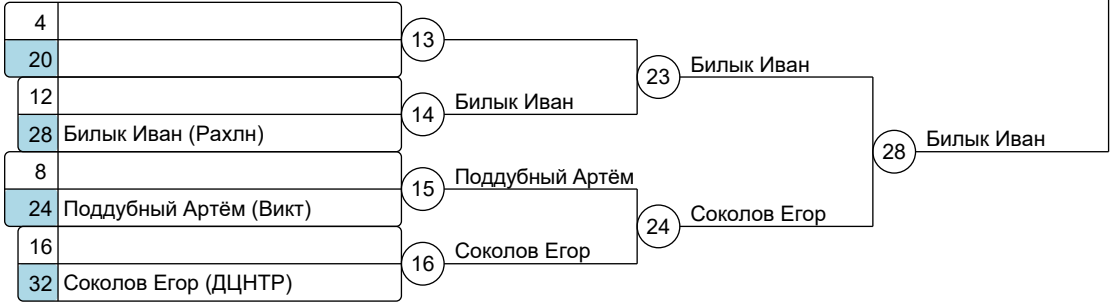 4
13
20
23 Билык Иван
12
14 Билык Иван
28 Билык Иван (Рахлн)
28 Билык Иван
8
15 Поддубный Артём
24 Поддубный Артём (Викт)
24 Соколов Егор
16
16 Соколов Егор
32 Соколов Егор (ДЦНТР)